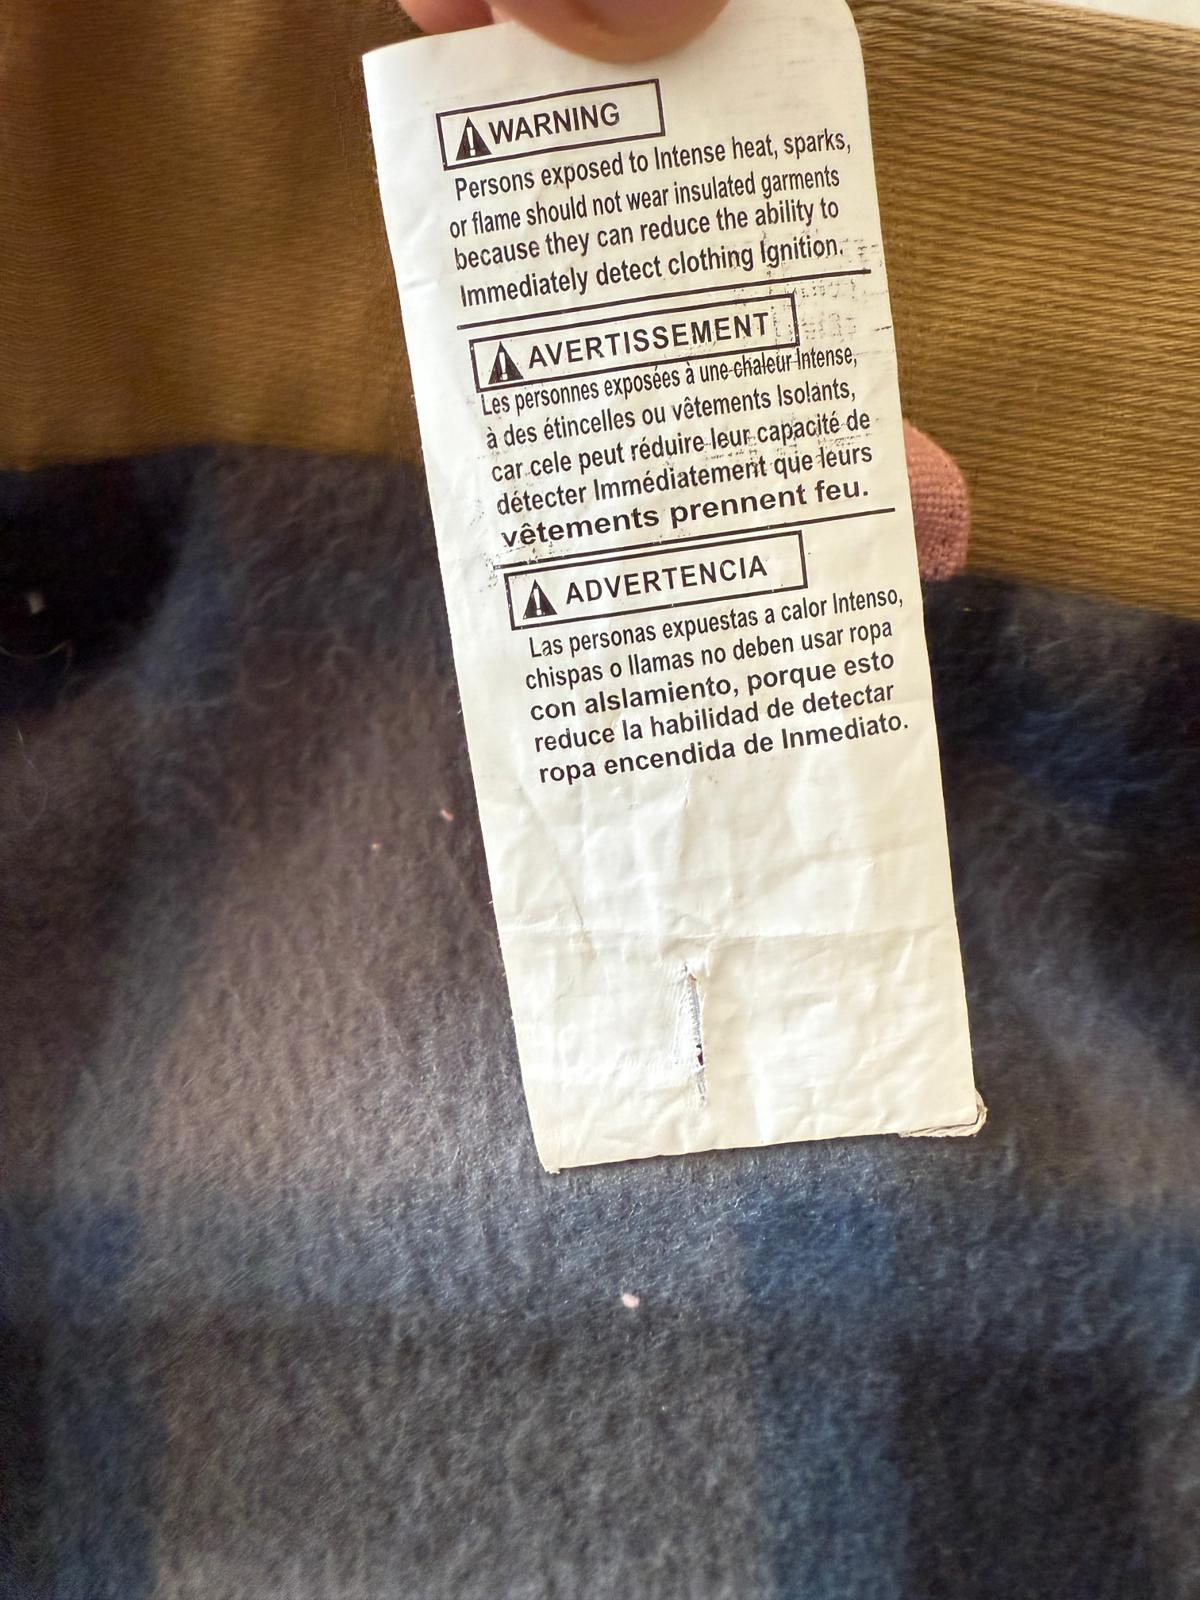 WARNING
Persons exposed to Intense heat, sparks,
or flame should not wear insulated garments
because they can reduce the ability to
Immediately detect clothing Ignition.
AVERTISSEMENT
Les personnes exposées à une chaleur Intense,
à des étincelles ou vêtements Isolants,
car cele peut réduire leur capacité de
détecter Immédiatement que leurs
vêtements prennent feu.
ADVERTENCIA
Las personas expuestas a calor Intenso,
chispas o llamas no deben usar ropa
con alslamiento, porque esto
reduce la habilidad de detectar
ropa encendida de Inmediato.